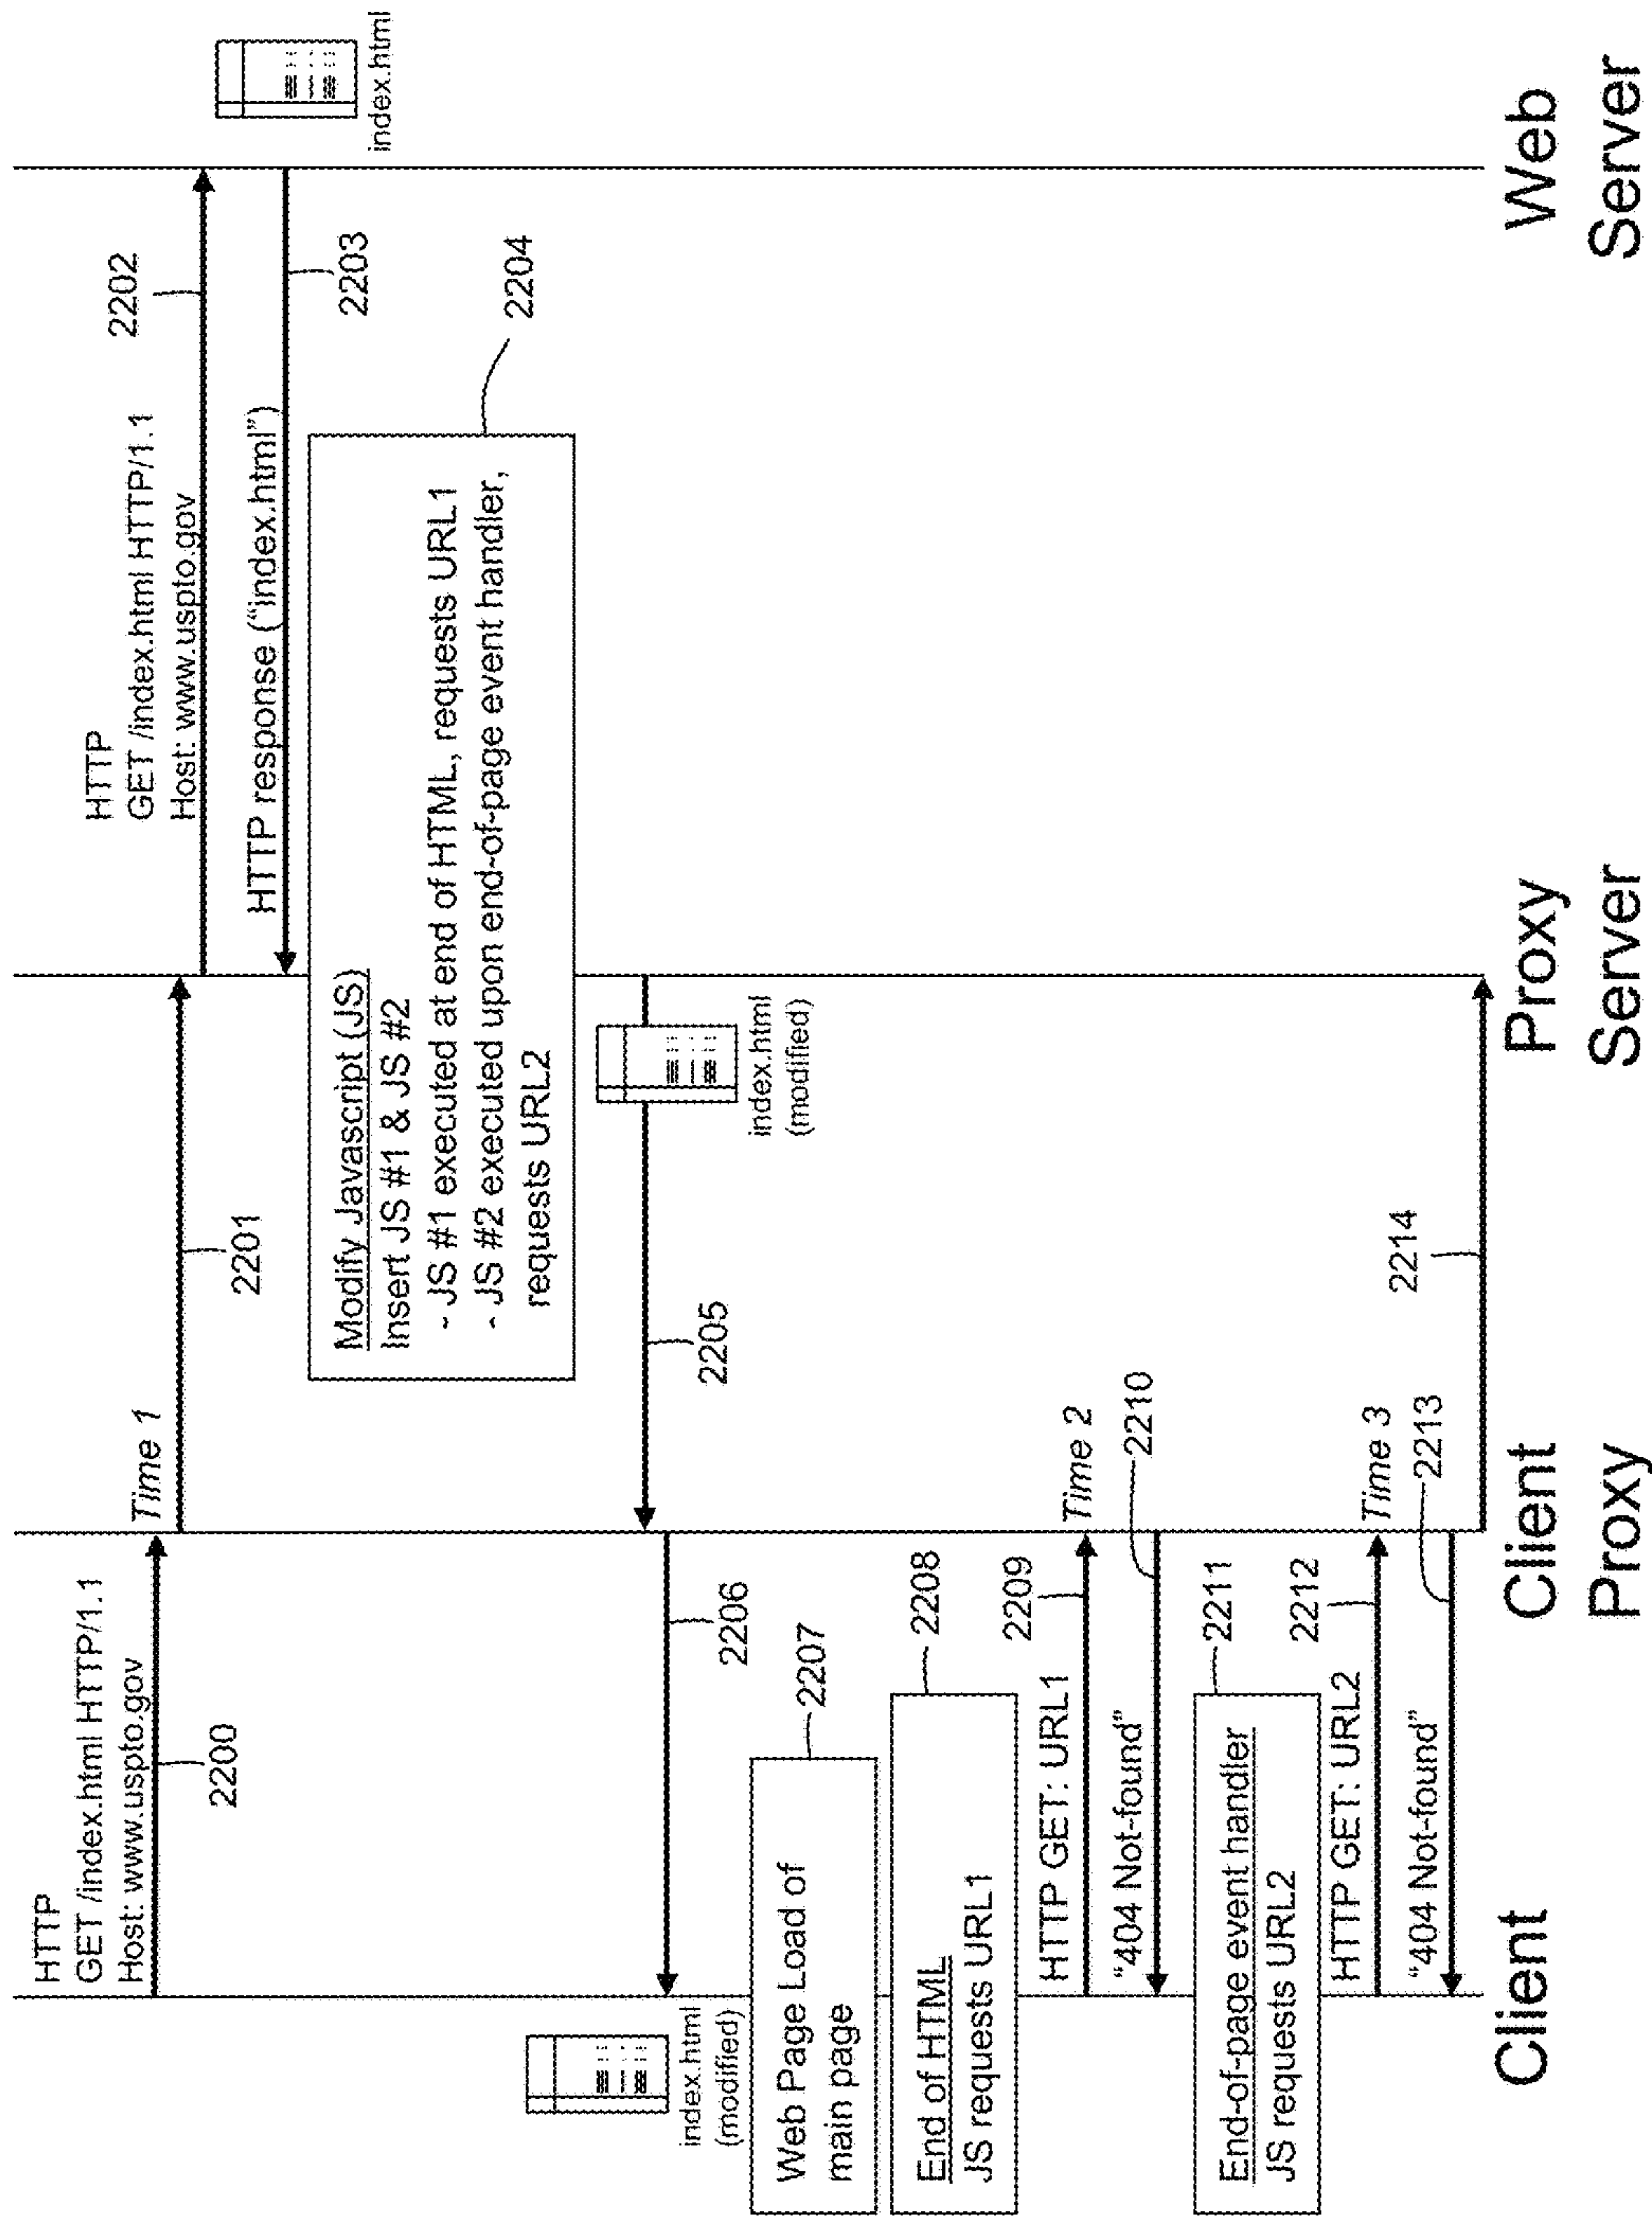 HTTP
GET /index.html HTTP/1.1
Host: www.uspto.gov
2200
Time 1
2201
HTTP
GET /index.html HTTP/1.1
Host: www.uspto.gov
2202
HTTP response ("index.html")
2203
index.html
Modify Javascript (JS)
Insert JS #1 & JS #2
- JS #1 executed at end of HTML, requests URL1
- JS #2 executed upon end-of-page event handler,
requests URL2
2204
index.html
(modified)
2205
2206
index.html
(modified)
Web Page Load of
main page
2207
End of HTML
JS requests URL1
2208
HTTP GET: URL1
2209
Time 2
"404 Not-found"
2210
End-of-page event handler
JS requests URL2
2211
HTTP GET: URL2
2212
Time 3
"404 Not-found"
2213
2214
Client
Client
Proxy
Proxy
Server
Web
Server